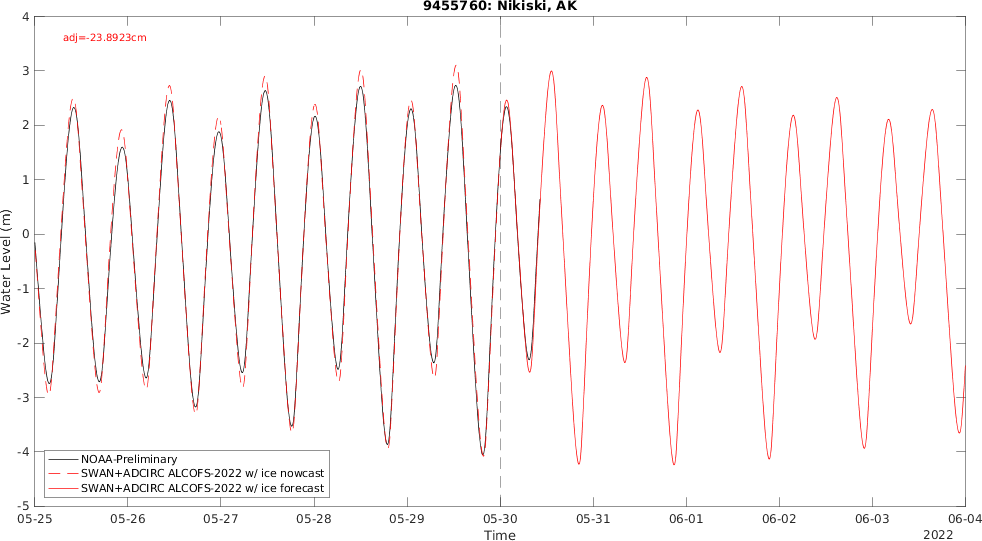 9455760: Nikiski, AK
adj=-23.8923cm
Water Level (m)
4
3
2
1
0
-1
-2
-3
-4
-5
NOAA-Preliminary
SWAN+ADCIRC ALCOFS-2022 w/ ice nowcast
SWAN+ADCIRC ALCOFS-2022 w/ ice forecast
05-25 05-26 05-27 05-28 05-29 05-30 05-31 06-01 06-02 06-03 06-04
Time
2022